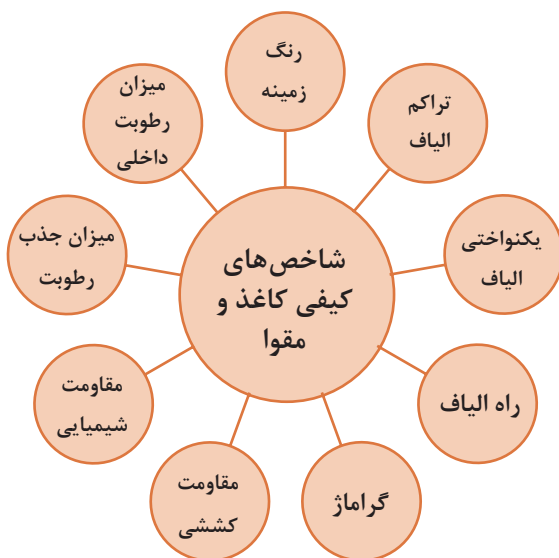 شاخص‌های
کیفی کاغذ و
مقوا
رنگ
زمینه
تراکم
الیاف
یکنواختی
الیاف
راه الیاف
گراماژ
مقاومت
کششی
مقاومت
شیمیایی
میزان جذب
رطوبت
میزان
رطوبت
داخلی